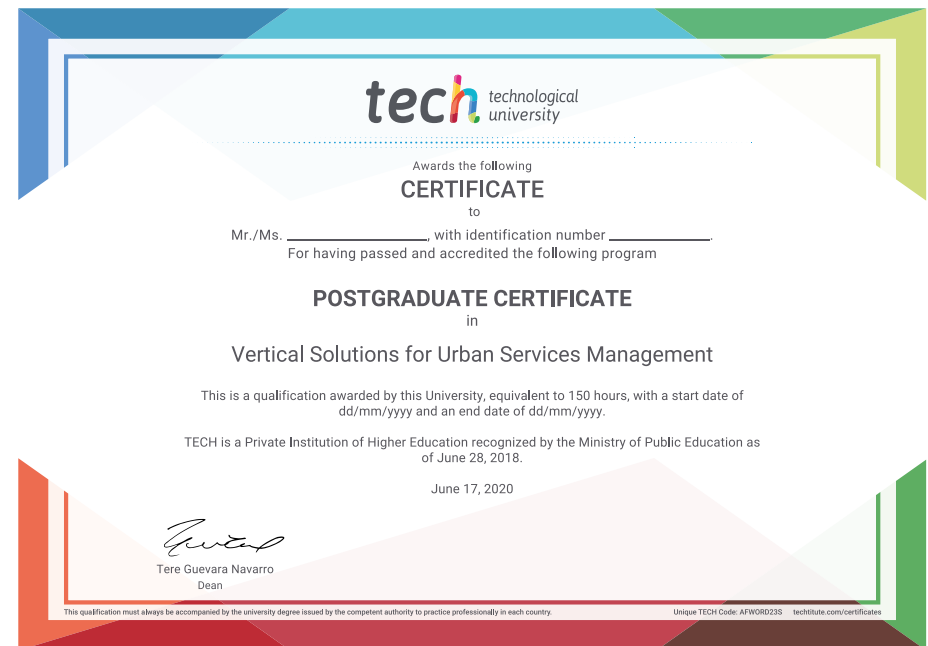 tech technological
university
Awards the following
CERTIFICATE
to
Mr./Ms. ________________, with identification number ____________.
For having passed and accredited the following program
POSTGRADUATE CERTIFICATE
in
Vertical Solutions for Urban Services Management
This is a qualification awarded by this University, equivalent to 150 hours, with a start date of
dd/mm/yyyy and an end date of dd/mm/yyyy.
TECH is a Private Institution of Higher Education recognized by the Ministry of Public Education as
of June 28, 2018.
June 17, 2020
Tere Guevara Navarro
Dean
This qualification must always be accompanied by the university degree issued by the competent authority to practice professionally in each country. Unique TECH Code: AFWORD23S techtitute.com/certificates